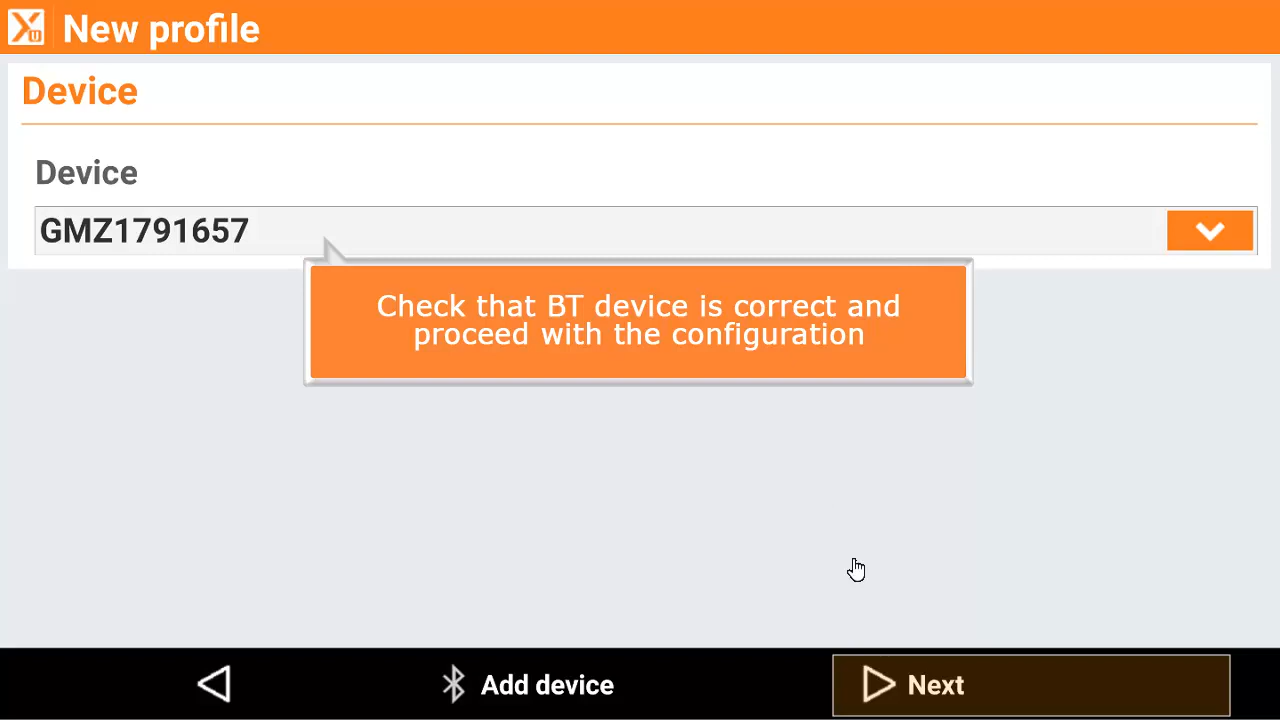 New profile
Device
Device
GMZ1791657
Check that BT device is correct and
proceed with the configuration
Add device
Next